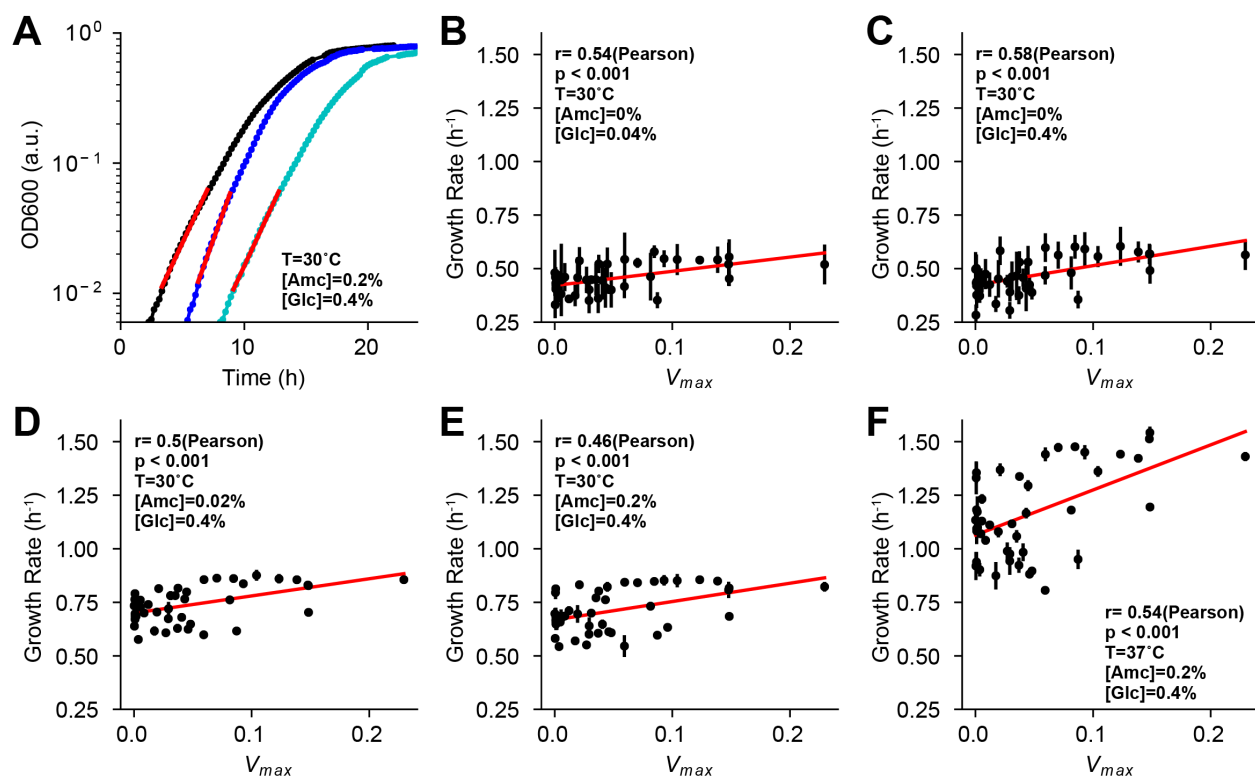 A
10⁰
10⁻¹
10⁻²
OD600 (a.u.)
T=30˚C
[Amc]=0.2%
[Glc]=0.4%
0
10
20
Time (h)
B
r= 0.54(Pearson)
p < 0.001
T=30˚C
[Amc]=0%
[Glc]=0.04%
1.50
1.25
1.00
0.75
0.50
0.25
Growth Rate (h⁻¹)
0.0
0.1
0.2
Vmax
C
r= 0.58(Pearson)
p < 0.001
T=30˚C
[Amc]=0%
[Glc]=0.4%
1.50
1.25
1.00
0.75
0.50
0.25
Growth Rate (h⁻¹)
0.0
0.1
0.2
Vmax
D
r= 0.5(Pearson)
p < 0.001
T=30˚C
[Amc]=0.02%
[Glc]=0.4%
1.50
1.25
1.00
0.75
0.50
0.25
Growth Rate (h⁻¹)
0.0
0.1
0.2
Vmax
E
r= 0.46(Pearson)
p < 0.001
T=30˚C
[Amc]=0.2%
[Glc]=0.4%
1.50
1.25
1.00
0.75
0.50
0.25
Growth Rate (h⁻¹)
0.0
0.1
0.2
Vmax
F
1.50
1.25
1.00
0.75
0.50
0.25
Growth Rate (h⁻¹)
r= 0.54(Pearson)
p < 0.001
T=37˚C
[Amc]=0.2%
[Glc]=0.4%
0.0
0.1
0.2
Vmax